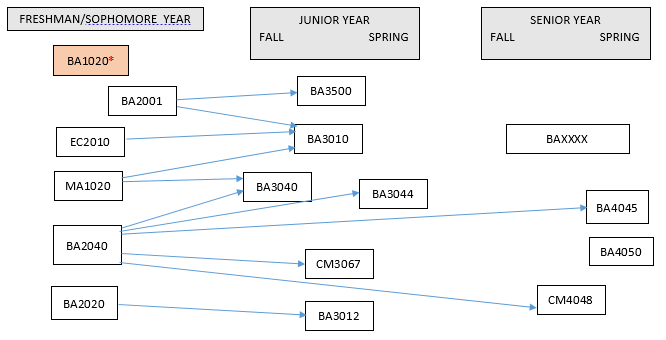 FRESHMAN/SOPHOMORE YEAR
JUNIOR YEAR
FALL SPRING
SENIOR YEAR
FALL SPRING
BA1020*
BA2001
BA3500
EC2010
BA3010
BAXXXX
MA1020
BA3040
BA3044
BA4045
BA2040
BA4050
CM3067
CM4048
BA2020
BA3012